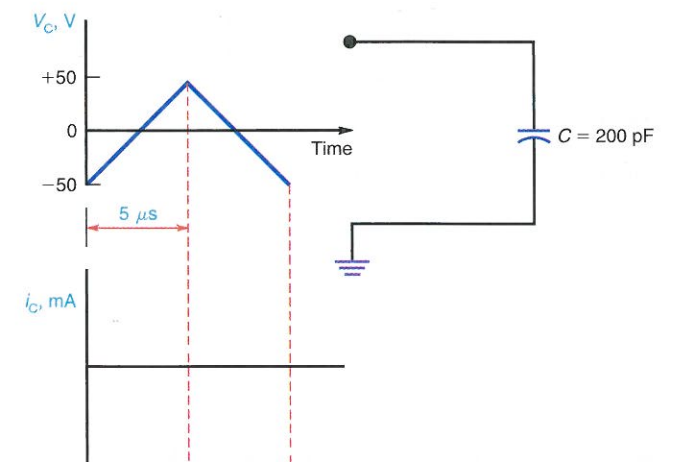 V_C, V
+50
0
Time
−50
5 μs
C = 200 pF
i_C, mA